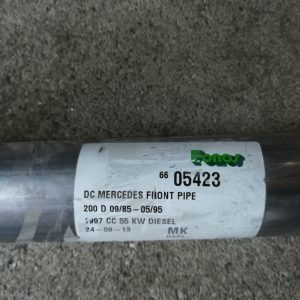 Fonos
66 05423
DC MERCEDES FRONT PIPE
200 D 09/85-05/95
1997 CC 55 KW DIESEL
24-09-13
MK